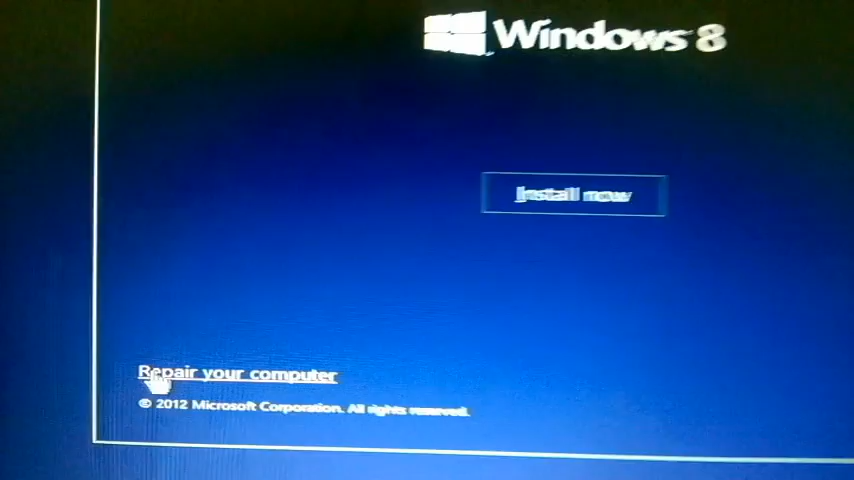 Windows 8
Install now
Repair your computer
© 2012 Microsoft Corporation. All rights reserved.